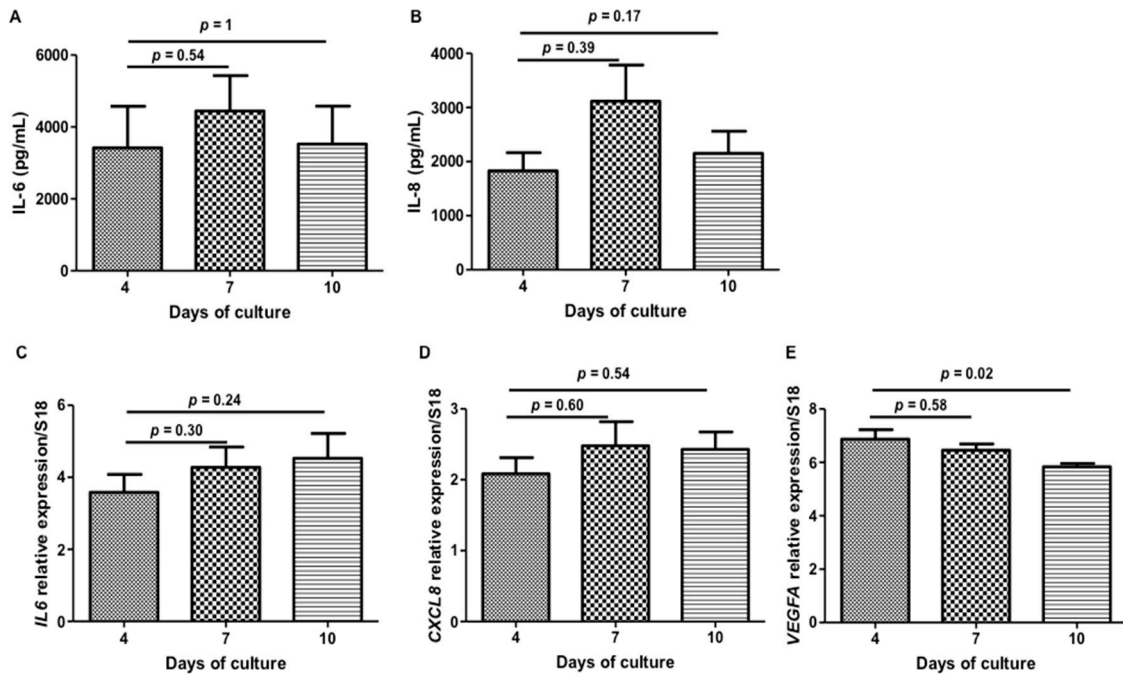 A
p = 1
p = 0.54
IL-6 (pg/mL)
6000
4000
2000
0
4 7 10
Days of culture
B
p = 0.17
p = 0.39
IL-8 (pg/mL)
4000
3000
2000
1000
0
4 7 10
Days of culture
C
p = 0.24
p = 0.30
IL6 relative expression/S18
6
4
2
0
4 7 10
Days of culture
D
p = 0.54
p = 0.60
CXCL8 relative expression/S18
3
2
1
0
4 7 10
Days of culture
E
p = 0.02
p = 0.58
VEGFA relative expression/S18
8
6
4
2
0
4 7 10
Days of culture